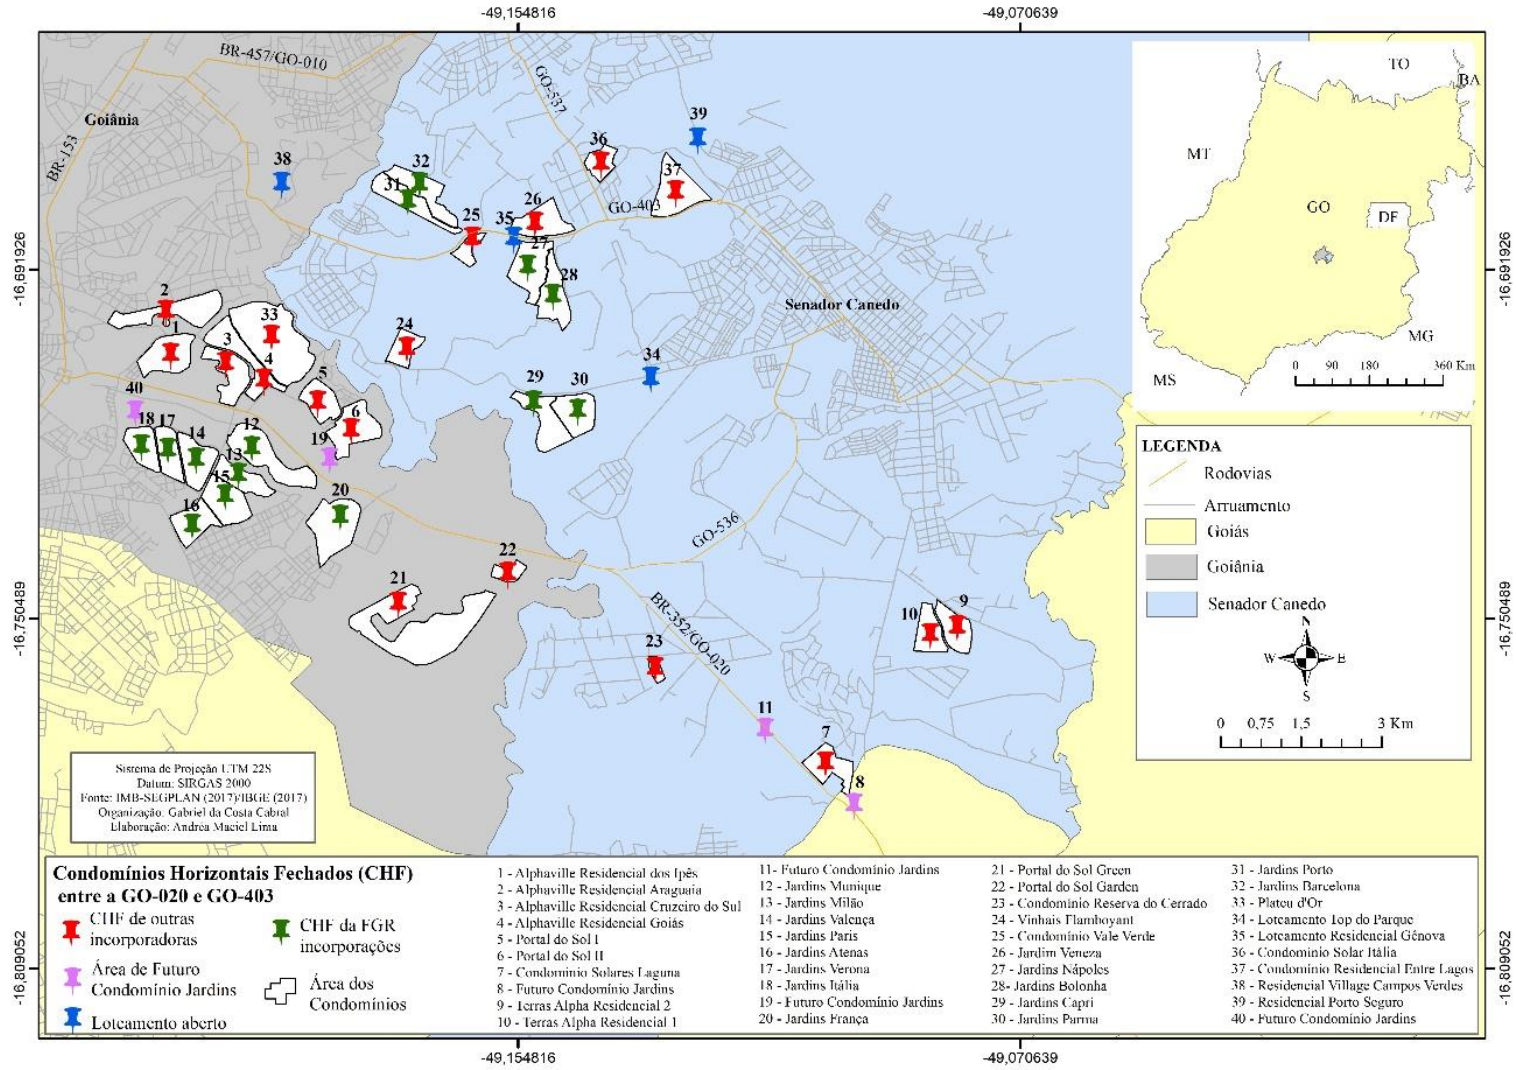 -49,154816
-49,070639
BR-457/GO-010
Goiânia
BR-153
GO-537
GO-403
Senador Canedo
GO-536
BR-352/GO-020
-16,691926
-16,750489
-16,809052
-16,691926
-16,750489
-16,809052
38
32
31
36
39
37
26
25
35
27
28
2
1
33
3
4
24
5
6
34
29
30
40
18
17
14
12
13
15
16
19
20
22
21
23
10
9
11
7
8
TO
BA
MT
GO
DF
MG
MS
0 90 180 360 Km
LEGENDA
Rodovias
Arruamento
Goiás
Goiânia
Senador Canedo
N
W E
S
0 0,75 1,5 3 Km
Sistema de Projeção UTM 22S
Datum: SIRGAS 2000
Fonte: IMB-SEGPLAN (2017)/IBGE (2017)
Organização: Gabriel da Costa Cabral
Elaboração: Andréa Maciel Lima
Condomínios Horizontais Fechados (CHF)
entre a GO-020 e GO-403
CHF de outras
incorporadoras
Área de Futuro
Condomínio Jardins
Loteamento aberto
CHF da FGR
incorporações
Área dos
Condomínios
1 - Alphaville Residencial dos Ipês
2 - Alphaville Residencial Araguaia
3 - Alphaville Residencial Cruzeiro do Sul
4 - Alphaville Residencial Goiás
5 - Portal do Sol I
6 - Portal do Sol II
7 - Condomínio Solares Laguna
8 - Futuro Condomínio Jardins
9 - Terras Alpha Residencial 2
10 - Terras Alpha Residencial 1
11- Futuro Condomínio Jardins
12 - Jardins Munique
13 - Jardins Milão
14 - Jardins Valença
15 - Jardins Paris
16 - Jardins Atenas
17 - Jardins Verona
18 - Jardins Itália
19 - Futuro Condomínio Jardins
20 - Jardins França
21 - Portal do Sol Green
22 - Portal do Sol Garden
23 - Condomínio Reserva do Cerrado
24 - Vinhais Flamboyant
25 - Condomínio Vale Verde
26 - Jardim Veneza
27 - Jardins Nápolos
28- Jardins Bolonha
29 - Jardins Capri
30 - Jardins Parma
31 - Jardins Porto
32 - Jardins Barcelona
33 - Plateu d'Or
34 - Loteamento Top do Parque
35 - Loteamento Residencial Gênova
36 - Condomínio Solar Itália
37 - Condomínio Residencial Entre Lagos
38 - Residencial Village Campos Verdes
39 - Residencial Porto Seguro
40 - Futuro Condomínio Jardins
-49,154816
-49,070639